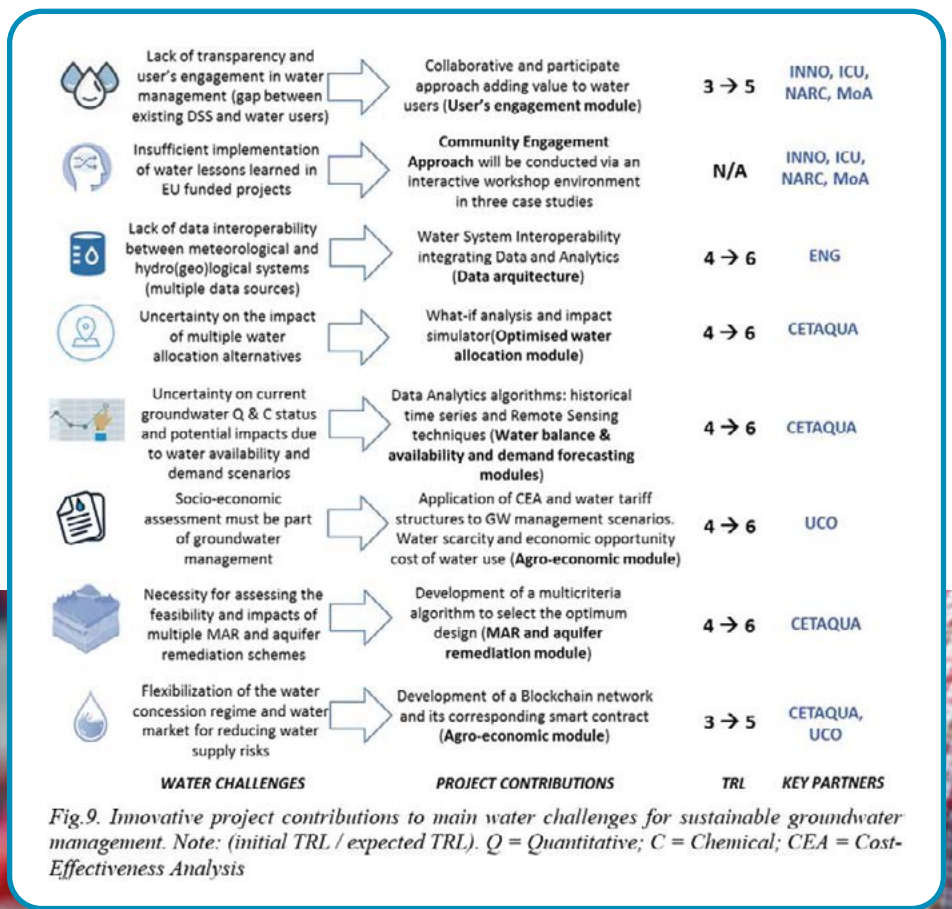 Lack of transparency and
user's engagement in water
management (gap between
existing DSS and water users)
Collaborative and participate
approach adding value to water
users (User's engagement module)
3 → 5
INNO, ICU,
NARC, MoA
Insufficient implementation
of water lessons learned in
EU funded projects
Community Engagement
Approach will be conducted via an
interactive workshop environment
in three case studies
N/A
INNO, ICU,
NARC, MoA
Lack of data interoperability
between meteorological and
hydro(geo)logical systems
(multiple data sources)
Water System Interoperability
integrating Data and Analytics
(Data arquitecture)
4 → 6
ENG
Uncertainty on the impact
of multiple water
allocation alternatives
What-if analysis and impact
simulator(Optimised water
allocation module)
4 → 6
CETAQUA
Uncertainty on current
groundwater Q & C status
and potential impacts due
to water availability and
demand scenarios
Data Analytics algorithms: historical
time series and Remote Sensing
techniques (Water balance &
availability and demand forecasting
modules)
4 → 6
CETAQUA
Socio-economic
assessment must be part
of groundwater
management
Application of CEA and water tariff
structures to GW management scenarios.
Water scarcity and economic opportunity
cost of water use (Agro-economic module)
4 → 6
UCO
Necessity for assessing the
feasibility and impacts of
multiple MAR and aquifer
remediation schemes
Development of a multicriteria
algorithm to select the optimum
design (MAR and aquifer
remediation module)
4 → 6
CETAQUA
Flexibilization of the water
concession regime and water
market for reducing water
supply risks
Development of a Blockchain network
and its corresponding smart contract
(Agro-economic module)
3 → 5
CETAQUA,
UCO
WATER CHALLENGES
PROJECT CONTRIBUTIONS
TRL
KEY PARTNERS
Fig.9. Innovative project contributions to main water challenges for sustainable groundwater
management. Note: (initial TRL / expected TRL). Q = Quantitative; C = Chemical; CEA = Cost-
Effectiveness Analysis